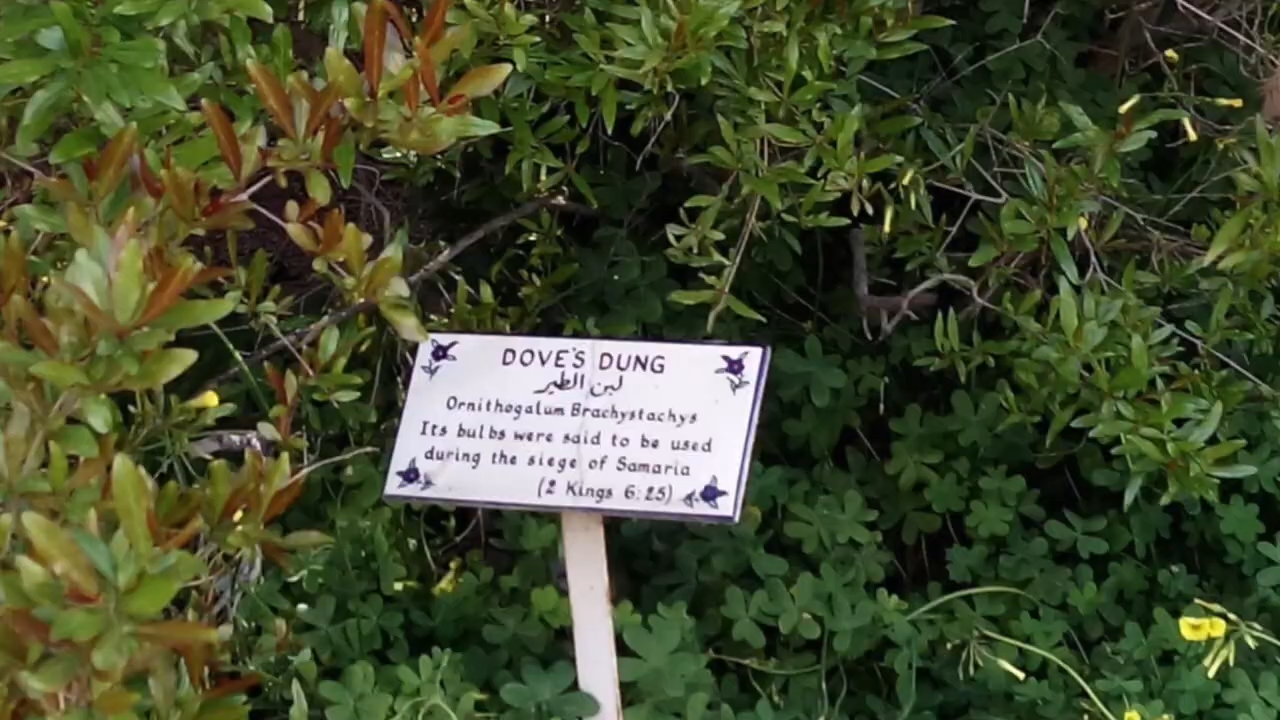 DOVE'S DUNG
لبن الطير
Ornithogalum Brachystachys
Its bulbs were said to be used
during the siege of Samaria
(2 Kings 6:25)